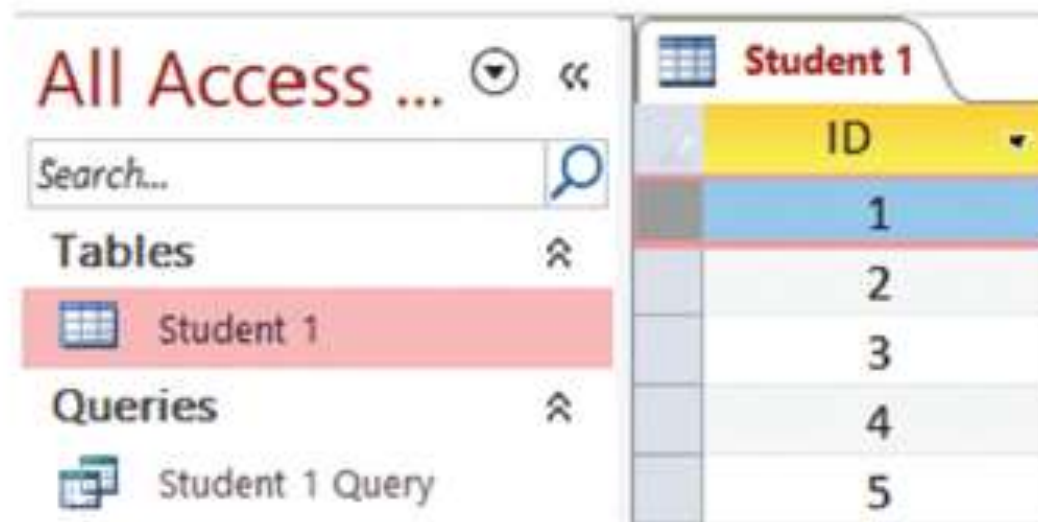 All Access ...
Search...
Tables
Student 1
Queries
Student 1 Query
Student 1
ID
1
2
3
4
5